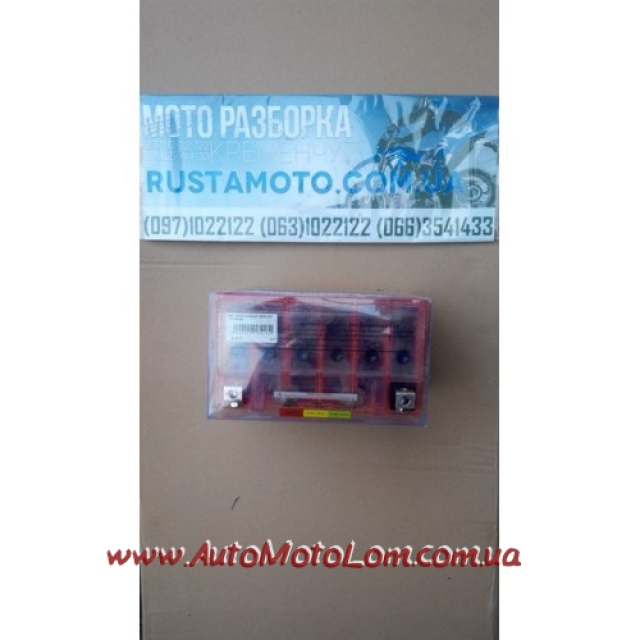 МОТО РАЗБОРКА
КРЕМЕНЧУГ
RUSTAMOTO.COM.UA
(097)1022122 (063)1022122 (066)3541433
www.AutoMotoLom.com.ua